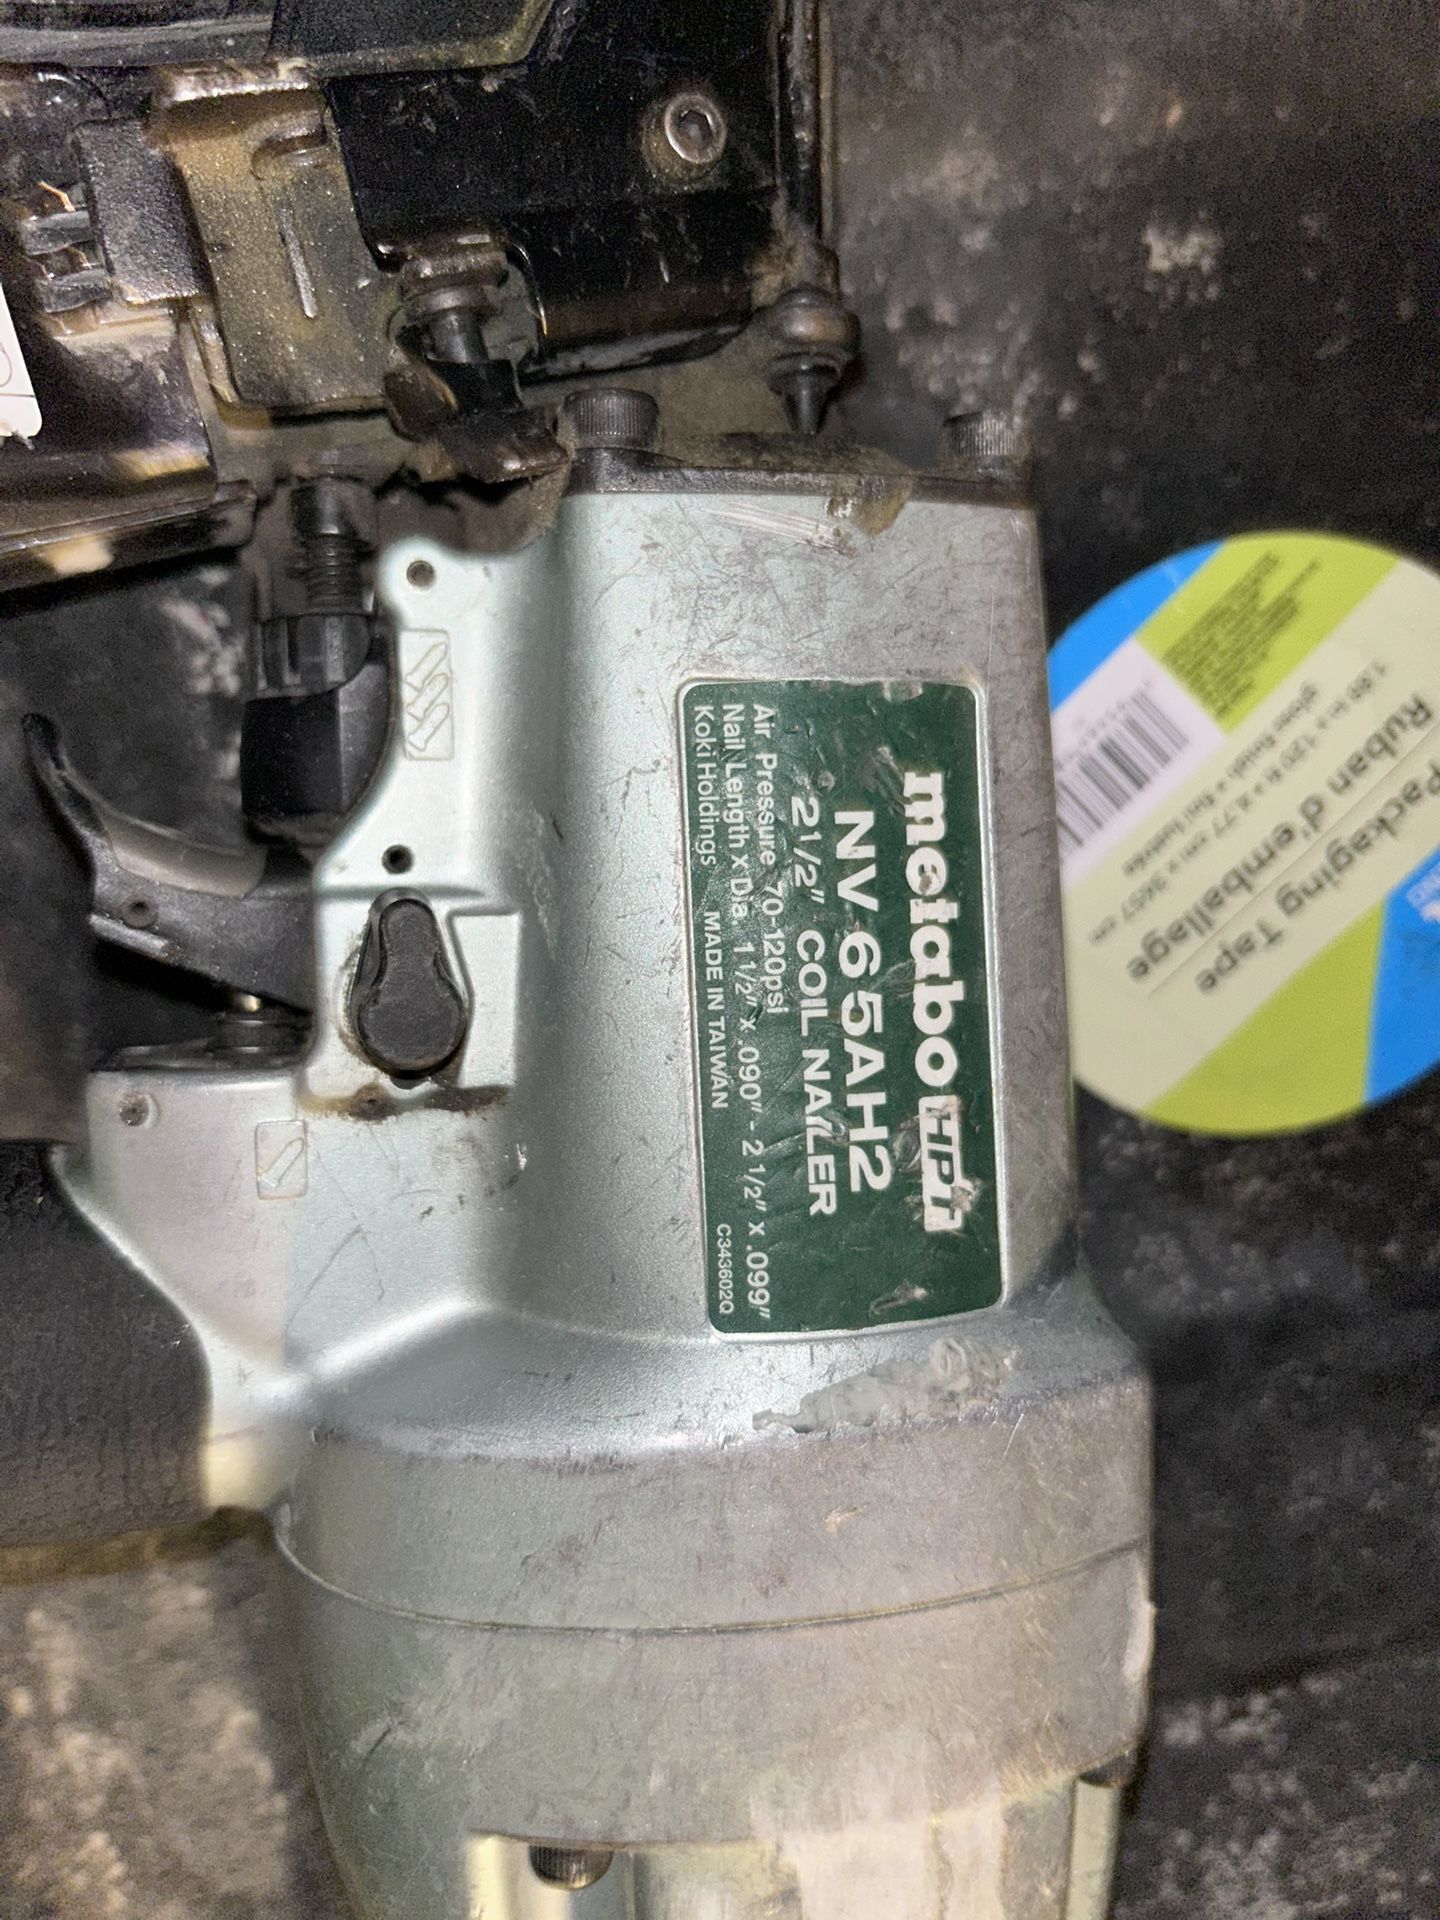 metabo HPT
NV 65AH2
2 1/2" COIL NAILER
Air Pressure 70-120psi
Nail Length x Dia. 1 1/2" x .090" - 2 1/2" x .099"
Koki Holdings MADE IN TAIWAN C343602Q
Packaging Tape
Ruban d'emballage